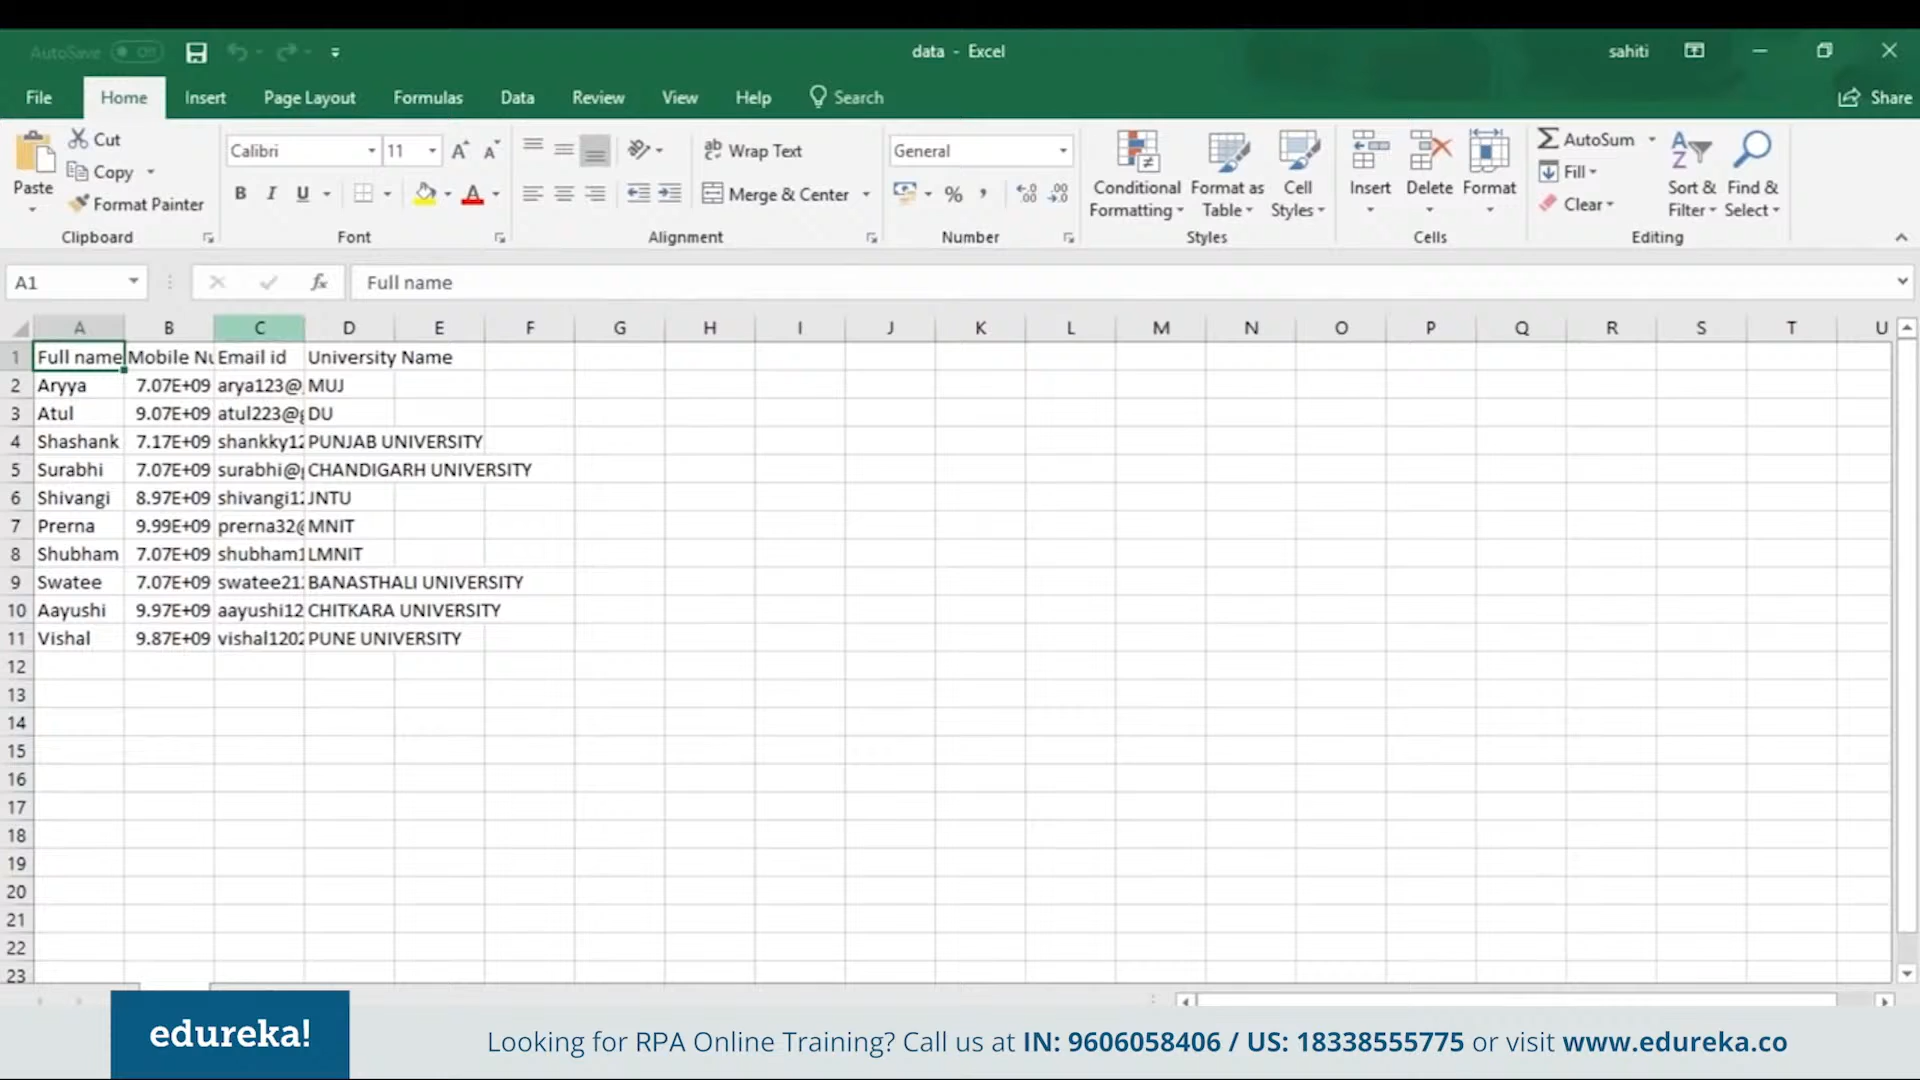 AutoSave Off data - Excel sahiti
File Home Insert Page Layout Formulas Data Review View Help Search Share
Paste Cut Copy Format Painter Clipboard
Calibri 11 B I U A Font
Wrap Text Merge & Center Alignment
General % , Number
Conditional Formatting Format as Table Cell Styles Styles
Insert Delete Format Cells
AutoSum Fill Clear Sort & Filter Find & Select Editing
A1 fx Full name
A B C D E F G H I J K L M N O P Q R S T U
1 Full name Mobile Nu Email id University Name
2 Aryya 7.07E+09 arya123@ MUJ
3 Atul 9.07E+09 atul223@g DU
4 Shashank 7.17E+09 shankky12 PUNJAB UNIVERSITY
5 Surabhi 7.07E+09 surabhi@g CHANDIGARH UNIVERSITY
6 Shivangi 8.97E+09 shivangi12 JNTU
7 Prerna 9.99E+09 prerna32@ MNIT
8 Shubham 7.07E+09 shubham1 LMNIT
9 Swatee 7.07E+09 swatee21 BANASTHALI UNIVERSITY
10 Aayushi 9.97E+09 aayushi12 CHITKARA UNIVERSITY
11 Vishal 9.87E+09 vishal1202 PUNE UNIVERSITY
12
13
14
15
16
17
18
19
20
21
22
23
edureka! Looking for RPA Online Training? Call us at IN: 9606058406 / US: 18338555775 or visit www.edureka.co